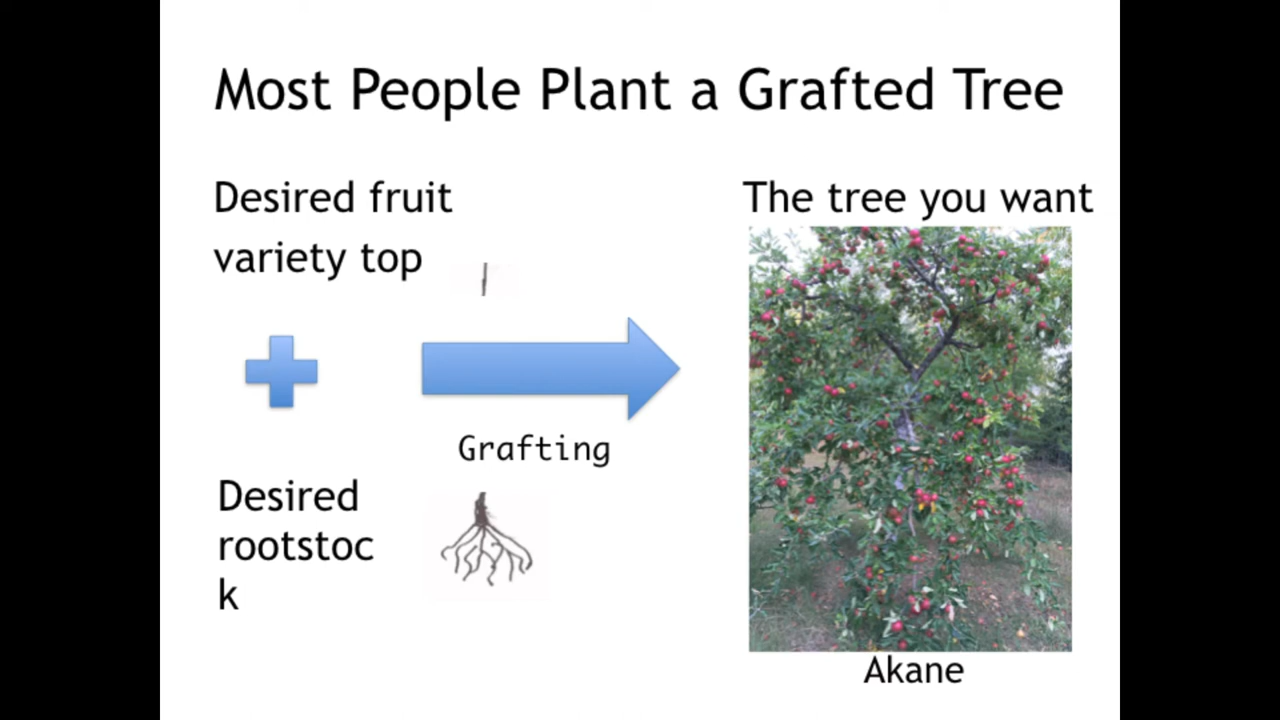 Most People Plant a Grafted Tree
Desired fruit
variety top
The tree you want
Grafting
Desired
rootstoc
k
Akane